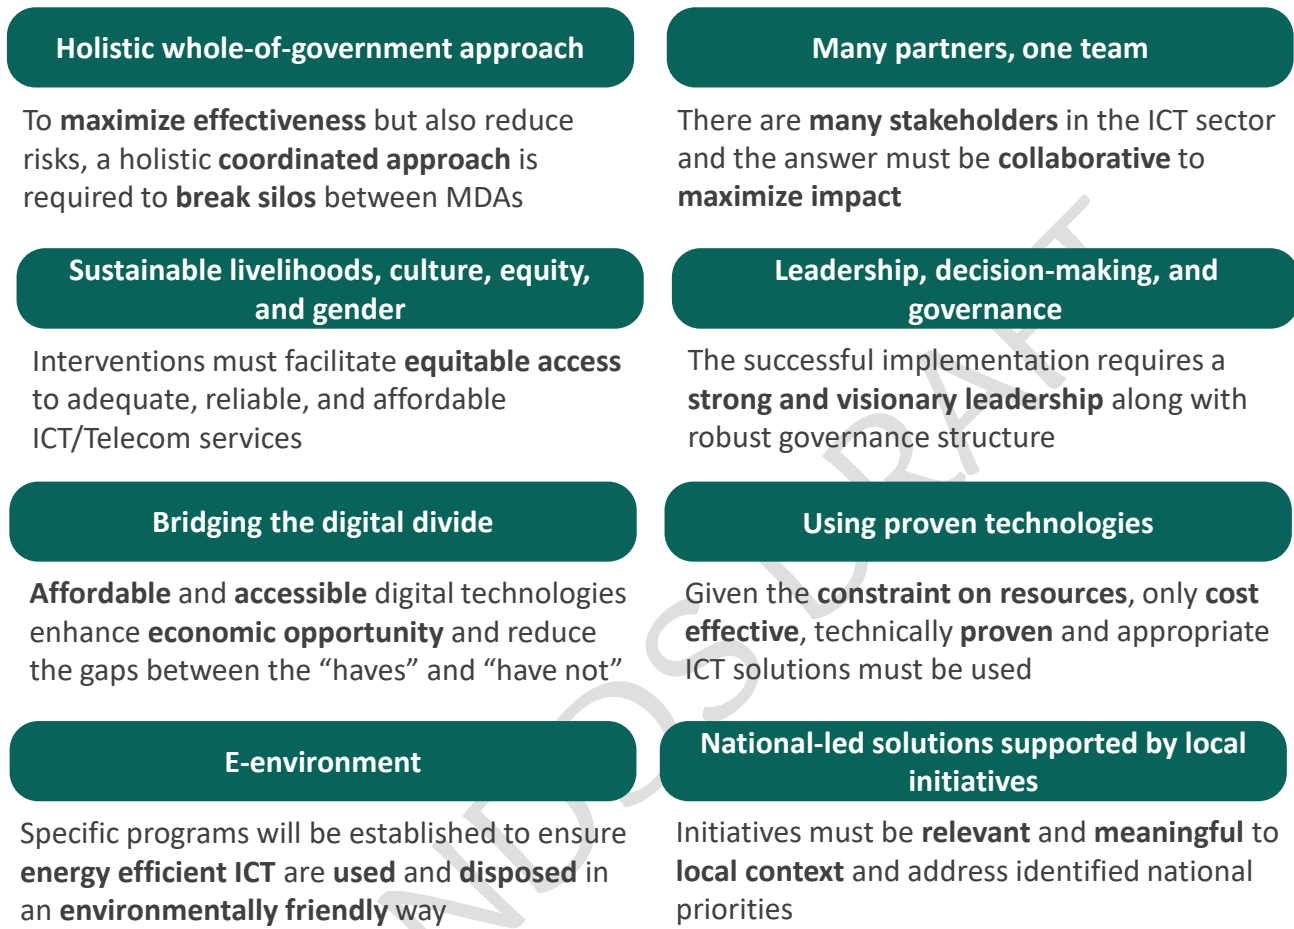 Holistic whole-of-government approach
To maximize effectiveness but also reduce
risks, a holistic coordinated approach is
required to break silos between MDAs
Many partners, one team
There are many stakeholders in the ICT sector
and the answer must be collaborative to
maximize impact
Sustainable livelihoods, culture, equity,
and gender
Interventions must facilitate equitable access
to adequate, reliable, and affordable
ICT/Telecom services
Leadership, decision-making, and
governance
The successful implementation requires a
strong and visionary leadership along with
robust governance structure
Bridging the digital divide
Affordable and accessible digital technologies
enhance economic opportunity and reduce
the gaps between the “haves” and “have not”
Using proven technologies
Given the constraint on resources, only cost
effective, technically proven and appropriate
ICT solutions must be used
E-environment
Specific programs will be established to ensure
energy efficient ICT are used and disposed in
an environmentally friendly way
National-led solutions supported by local
initiatives
Initiatives must be relevant and meaningful to
local context and address identified national
priorities
NDDS DRAFT